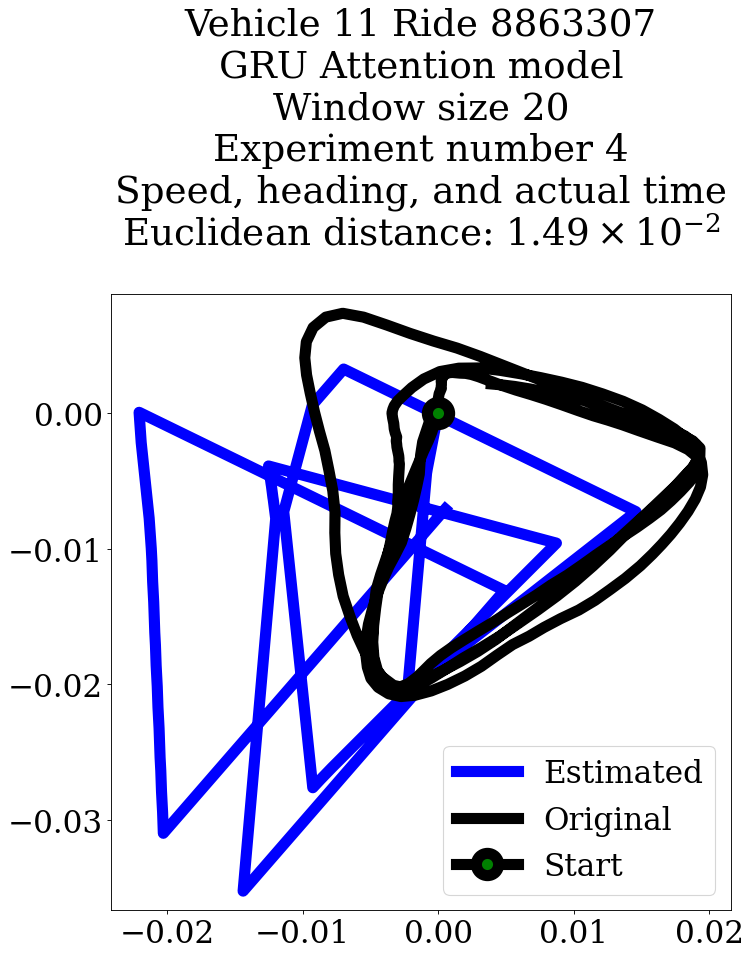 Vehicle 11 Ride 8863307
GRU Attention model
Window size 20
Experiment number 4
Speed, heading, and actual time
Euclidean distance: 1.49 × 10⁻²
0.00
−0.01
−0.02
−0.03
Estimated
Original
Start
−0.02 −0.01 0.00 0.01 0.02